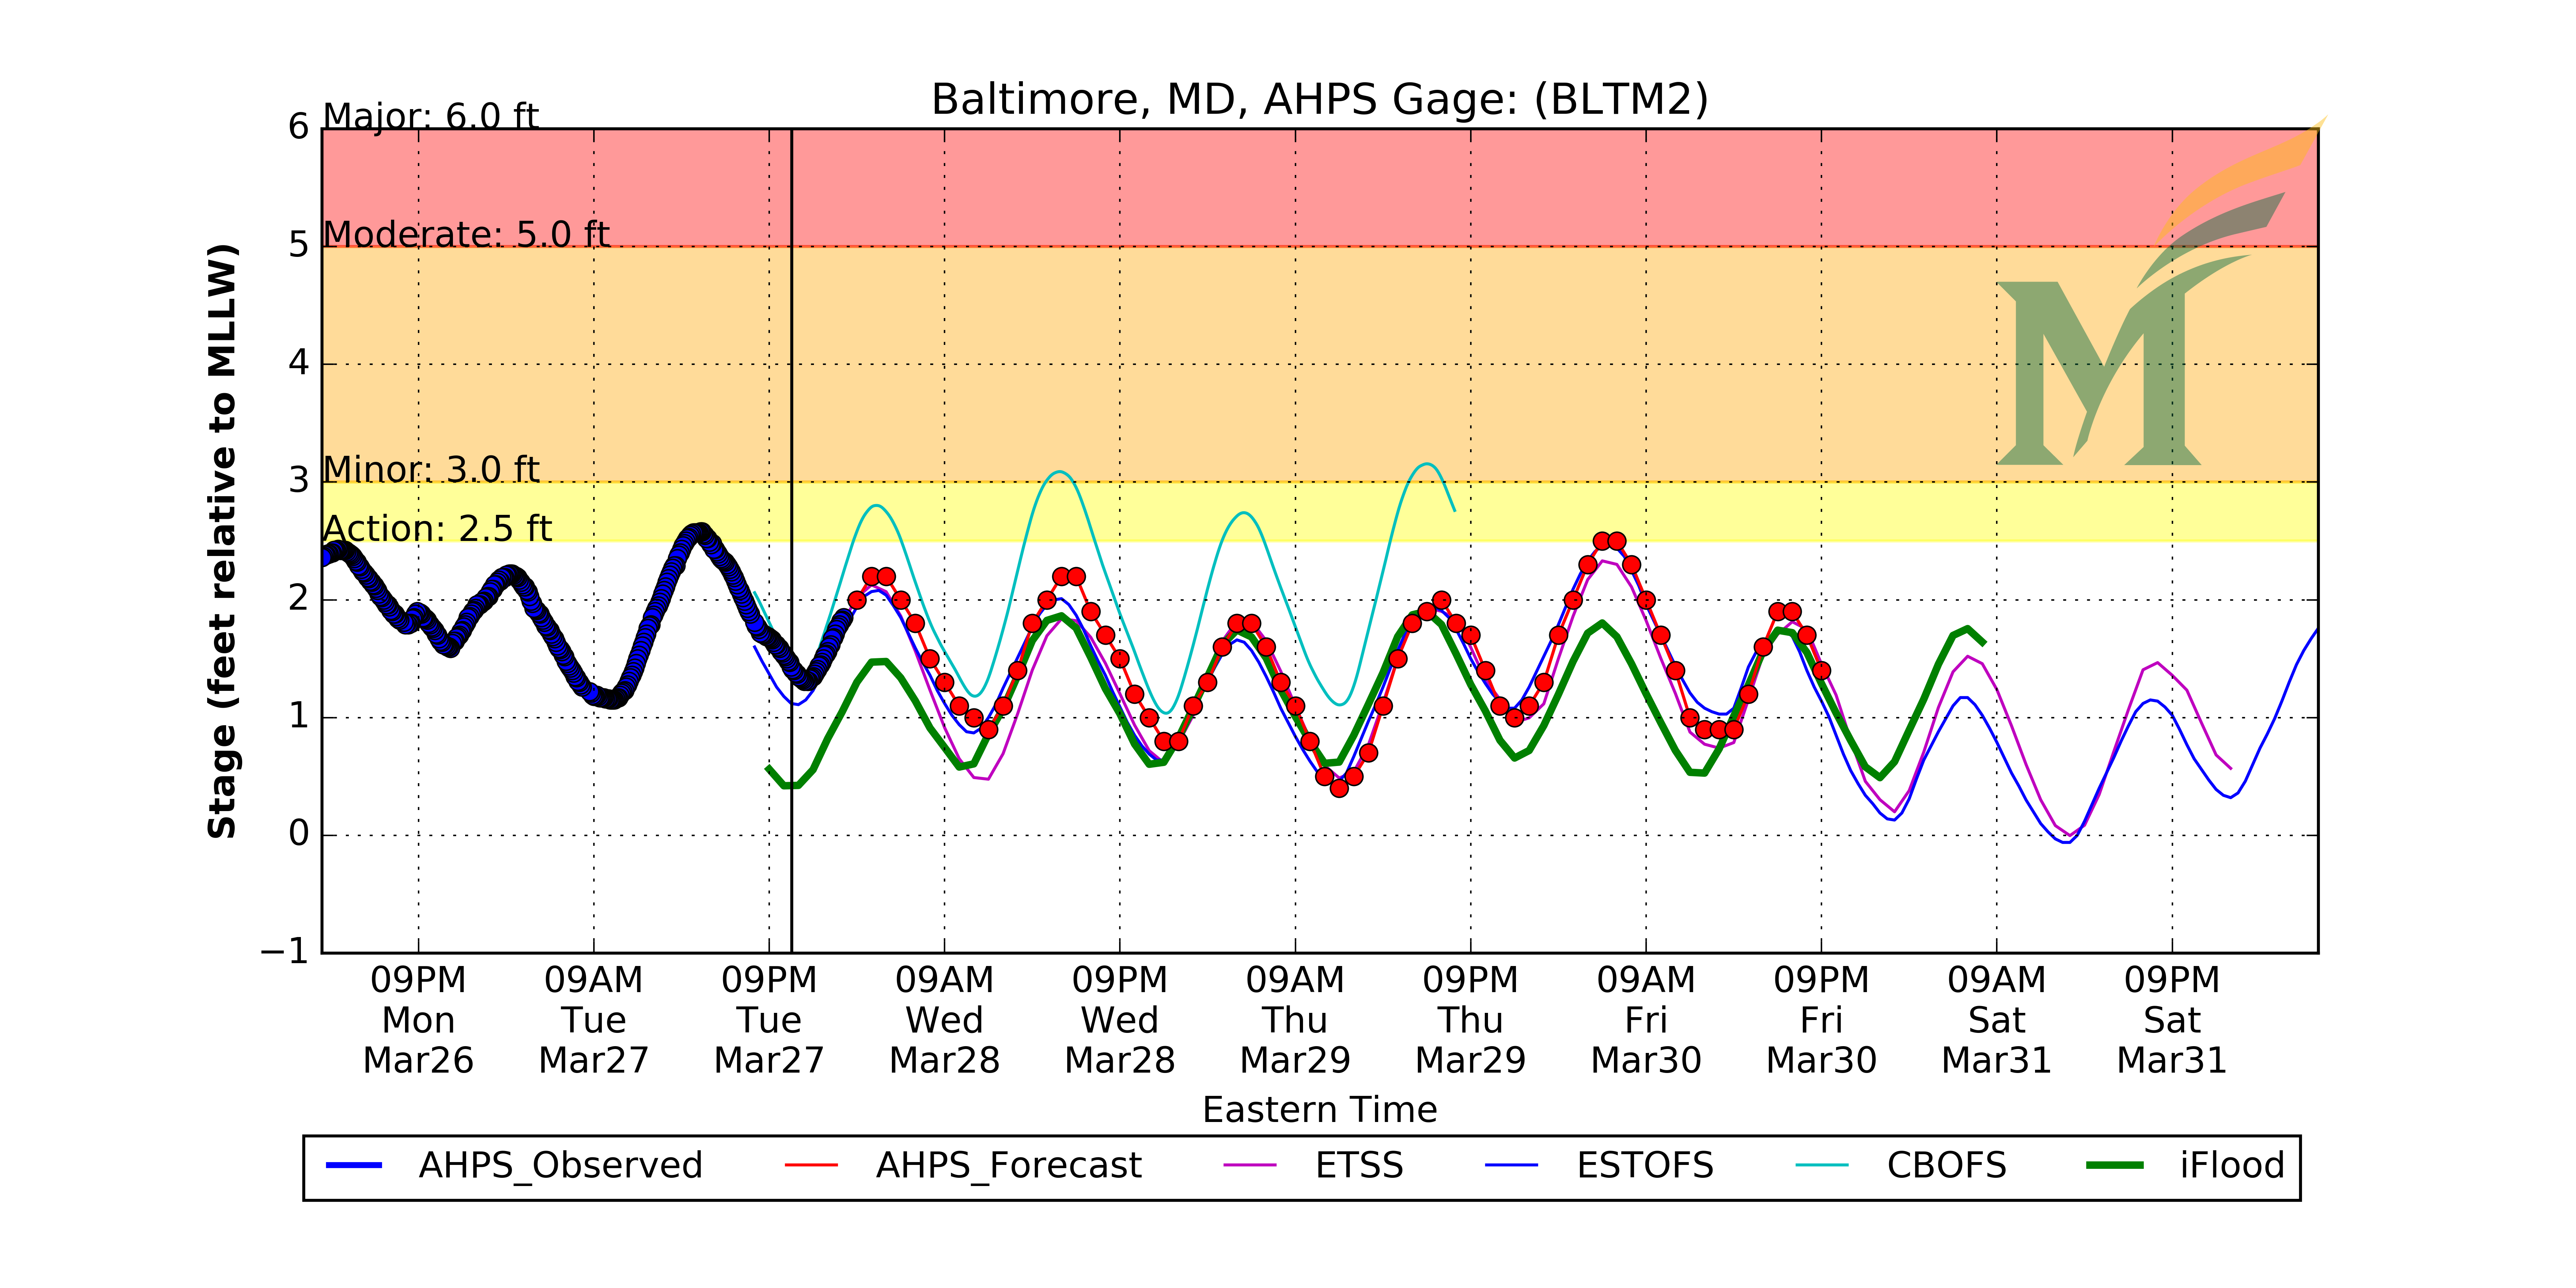 Baltimore, MD, AHPS Gage: (BLTM2)
Major: 6.0 ft
Moderate: 5.0 ft
Minor: 3.0 ft
Action: 2.5 ft
6
5
4
3
2
1
0
−1
Stage (feet relative to MLLW)
09PM 09AM 09PM 09AM 09PM 09AM 09PM 09AM 09PM 09AM 09PM
Mon Tue Tue Wed Wed Thu Thu Fri Fri Sat Sat
Mar26 Mar27 Mar27 Mar28 Mar28 Mar29 Mar29 Mar30 Mar30 Mar31 Mar31
Eastern Time
AHPS_Observed AHPS_Forecast ETSS ESTOFS CBOFS iFlood
M